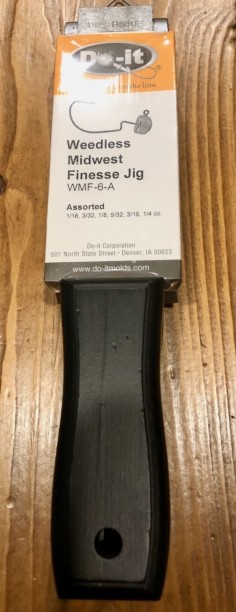 Do-it
®
Weedless
Midwest
Finesse Jig
WMF-6-A
Assorted
1/16, 3/32, 1/8, 5/32, 3/16, 1/4 oz.
Do-it Corporation
501 North State Street • Denver, IA 50622
www.do-itmolds.com